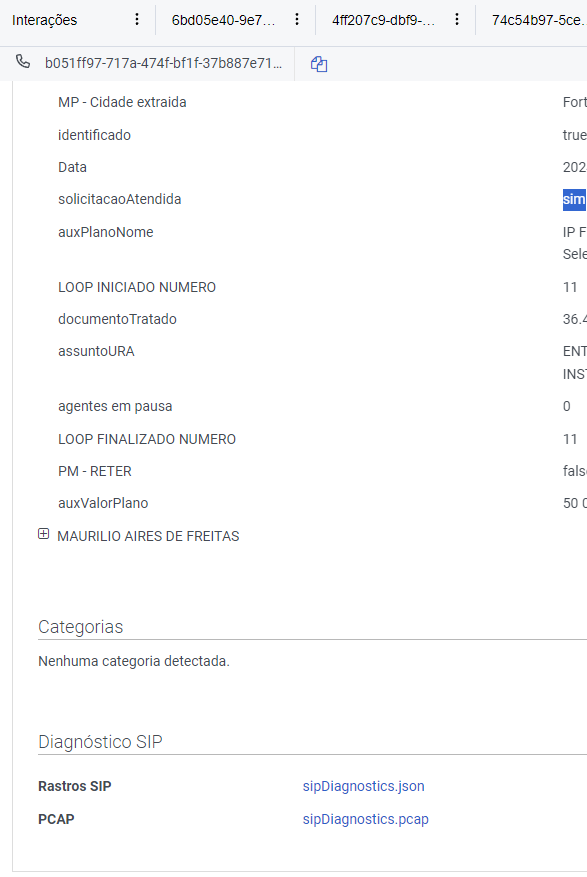 Interações 6bd05e40-9e7... 4ff207c9-dbf9-... 74c54b97-5ce.
b051ff97-717a-474f-bf1f-37b887e71...
MP - Cidade extraida Fort
identificado true
Data 202
solicitacaoAtendida sim
auxPlanoNome IP F
Sele
LOOP INICIADO NUMERO 11
documentoTratado 36.4
assuntoURA ENT
INS
agentes em pausa 0
LOOP FINALIZADO NUMERO 11
PM - RETER fals
auxValorPlano 50
MAURILIO AIRES DE FREITAS
Categorias
Nenhuma categoria detectada.
Diagnóstico SIP
Rastros SIP sipDiagnostics.json
PCAP sipDiagnostics.pcap